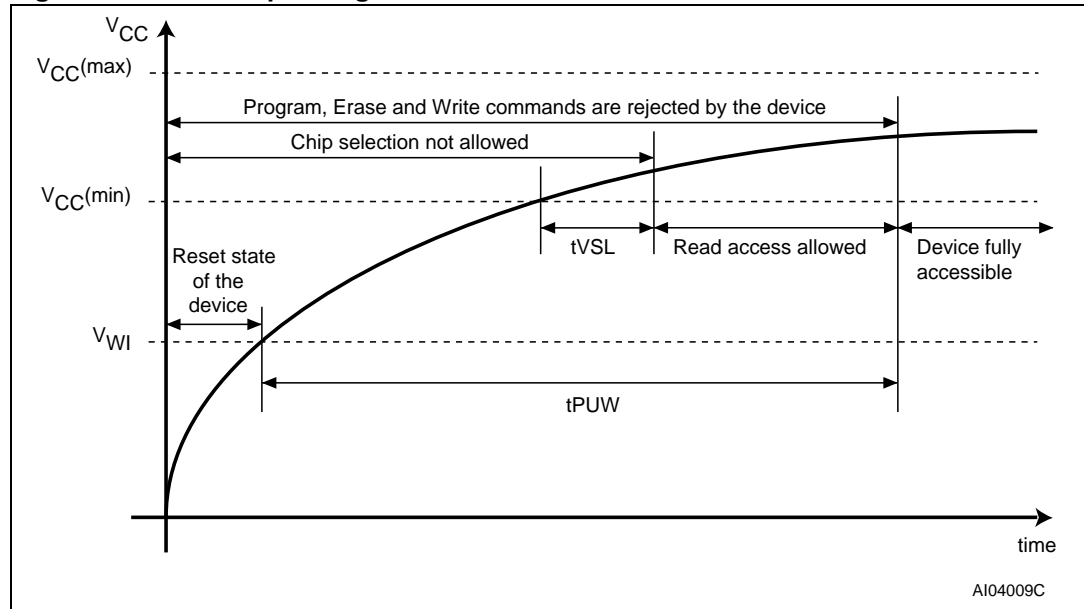 VCC
VCC(max)
Program, Erase and Write commands are rejected by the device
Chip selection not allowed
VCC(min)
tVSL
Read access allowed
Device fully
accessible
Reset state
of the
device
VWI
tPUW
time
AI04009C